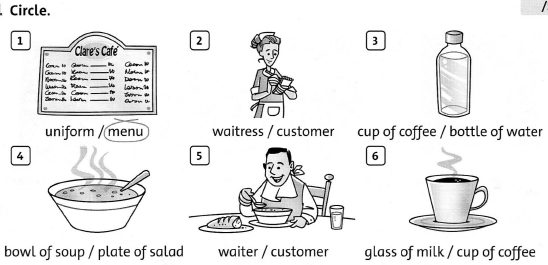 Circle.
/
1
2
3
Clare's Café
uniform / menu
waitress / customer
cup of coffee / bottle of water
4
5
6
bowl of soup / plate of salad
waiter / customer
glass of milk / cup of coffee